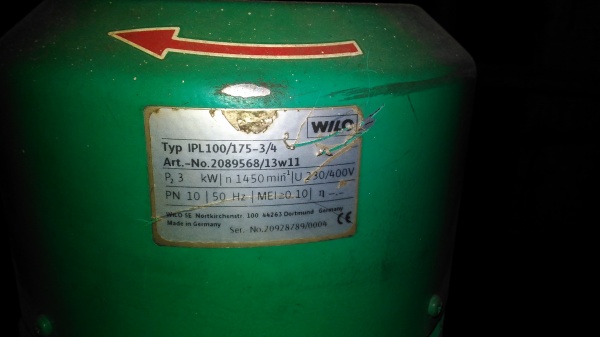 WILO
Typ IPL100/175-3/4
Art.-No.2089568/13w11
P₂ 3 kW|n 1450 min⁻¹|U 230/400V
PN 10 |50 Hz |MEI≥0.10| η -.-
WILO SE Nortkirchenstr. 100 44263 Dortmund Germany
Made in Germany CE
Ser. No./0928789/0004